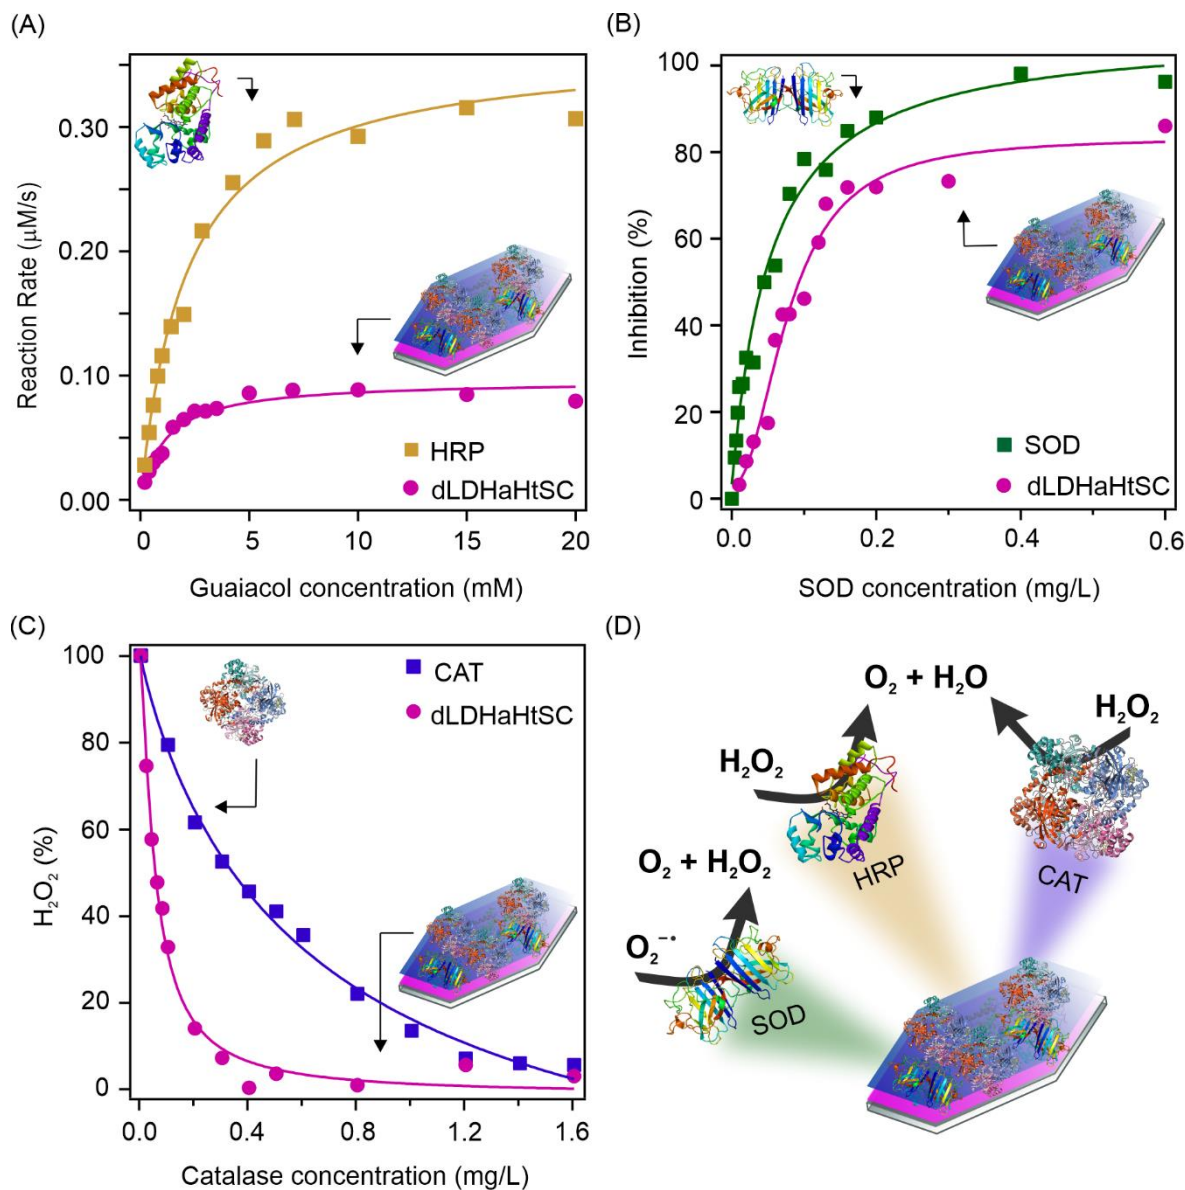 (A)
Reaction Rate (μM/s)
0.30
0.20
0.10
0.00
HRP
dLDHaHtSC
0
5
10
15
20
Guaiacol concentration (mM)
(B)
Inhibition (%)
100
80
60
40
20
0
SOD
dLDHaHtSC
0.0
0.2
0.4
0.6
SOD concentration (mg/L)
(C)
H₂O₂ (%)
100
80
60
40
20
0
CAT
dLDHaHtSC
0.0
0.4
0.8
1.2
1.6
Catalase concentration (mg/L)
(D)
O₂ + H₂O
H₂O₂
H₂O₂
HRP
CAT
O₂ + H₂O₂
O₂⁻•
SOD